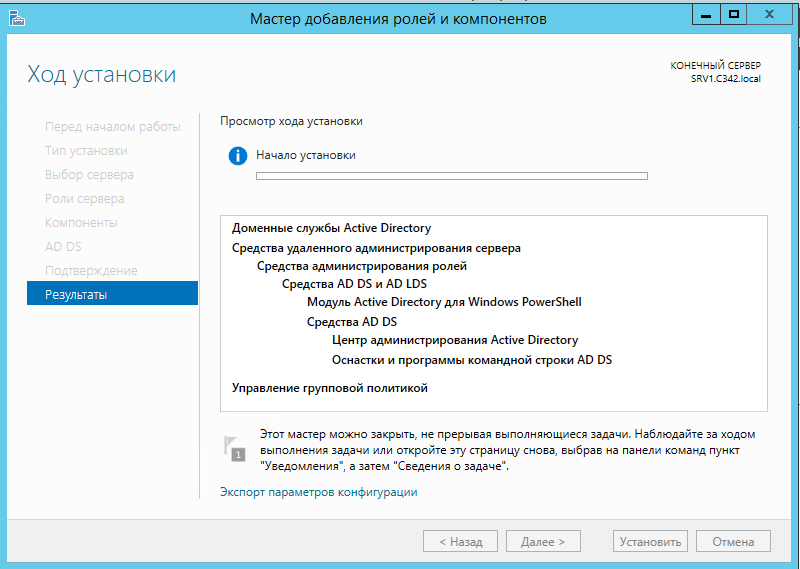 Мастер добавления ролей и компонентов
Ход установки
КОНЕЧНЫЙ СЕРВЕР
SRV1.C342.local
Перед началом работы
Тип установки
Выбор сервера
Роли сервера
Компоненты
AD DS
Подтверждение
Результаты
Просмотр хода установки
Начало установки
Доменные службы Active Directory
Средства удаленного администрирования сервера
Средства администрирования ролей
Средства AD DS и AD LDS
Модуль Active Directory для Windows PowerShell
Средства AD DS
Центр администрирования Active Directory
Оснастки и программы командной строки AD DS
Управление групповой политикой
1
Этот мастер можно закрыть, не прерывая выполняющиеся задачи. Наблюдайте за ходом
выполнения задачи или откройте эту страницу снова, выбрав на панели команд пункт
"Уведомления", а затем "Сведения о задаче".
Экспорт параметров конфигурации
< Назад
Далее >
Установить
Отмена